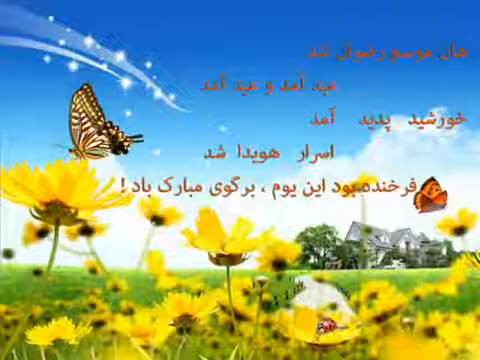 هان موسم رضوان شد
عید آمد و عید آمد
خورشید پدید آمد
اسرار هویدا شد
فرخنده بود این یوم ، برگوی مبارک باد !